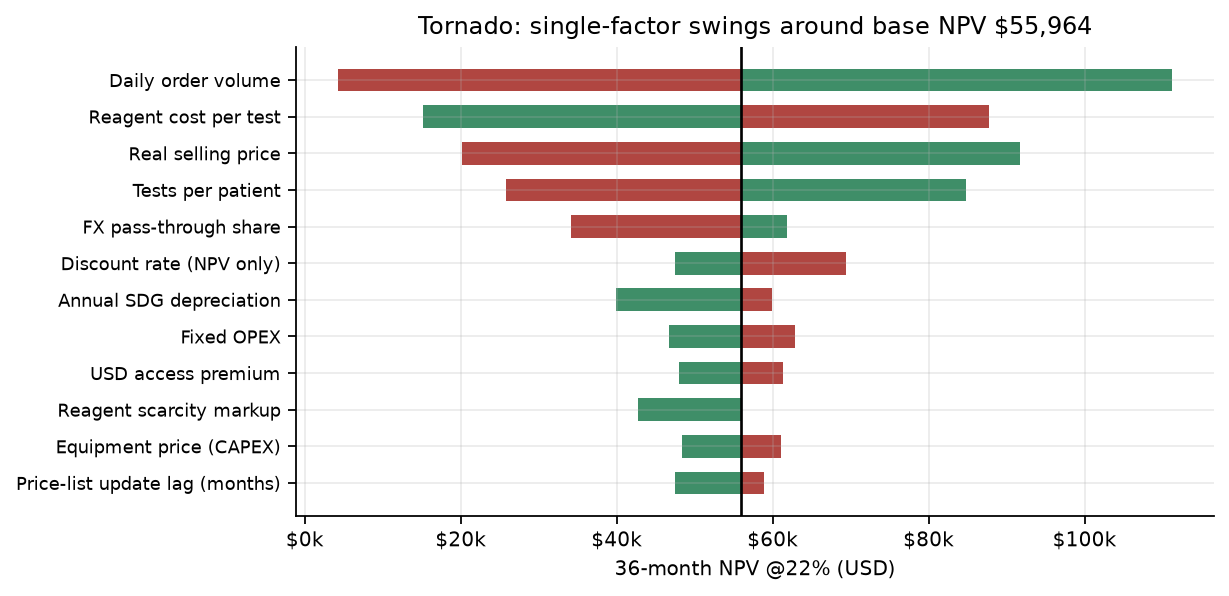 Tornado: single-factor swings around base NPV $55,964
Daily order volume
Reagent cost per test
Real selling price
Tests per patient
FX pass-through share
Discount rate (NPV only)
Annual SDG depreciation
Fixed OPEX
USD access premium
Reagent scarcity markup
Equipment price (CAPEX)
Price-list update lag (months)
$0k $20k $40k $60k $80k $100k
36-month NPV @22% (USD)